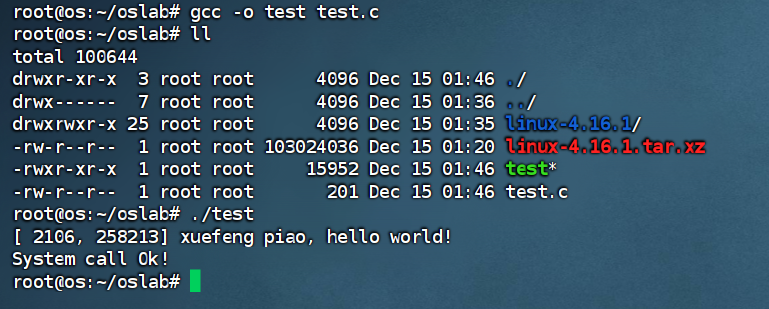 root@os:~/oslab# gcc -o test test.c
root@os:~/oslab# ll
total 100644
drwxr-xr-x  3 root root      4096 Dec 15 01:46 ./
drwx------  7 root root      4096 Dec 15 01:36 ../
drwxrwxr-x 25 root root      4096 Dec 15 01:35 linux-4.16.1/
-rw-r--r--  1 root root 103024036 Dec 15 01:20 linux-4.16.1.tar.xz
-rwxr-xr-x  1 root root     15952 Dec 15 01:46 test*
-rw-r--r--  1 root root       201 Dec 15 01:46 test.c
root@os:~/oslab# ./test
[ 2106, 258213] xuefeng piao, hello world!
System call Ok!
root@os:~/oslab#